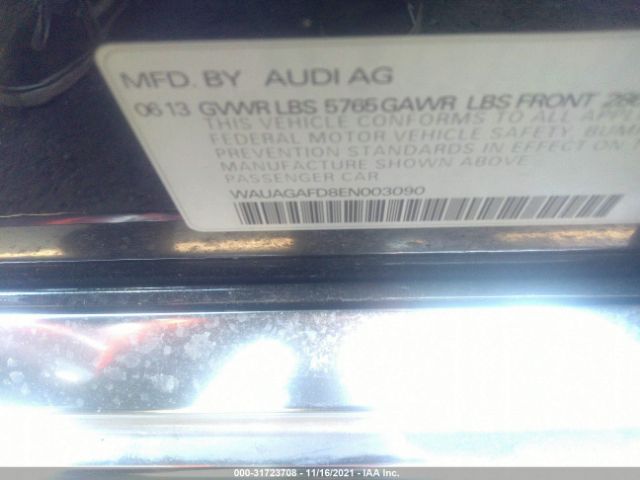 MFD. BY AUDI AG
06 13 GVWR LBS 5765 GAWR LBS FRONT
THIS VEHICLE CONFORMS TO ALL
FEDERAL MOTOR VEHICLE SAFETY,
PREVENTION STANDARDS IN EFFECT ON
MANUFACTURE SHOWN ABOVE
PASSENGER CAR
WAUAGAFD8EN003090
000-31723708 - 11/16/2021 - IAA Inc.